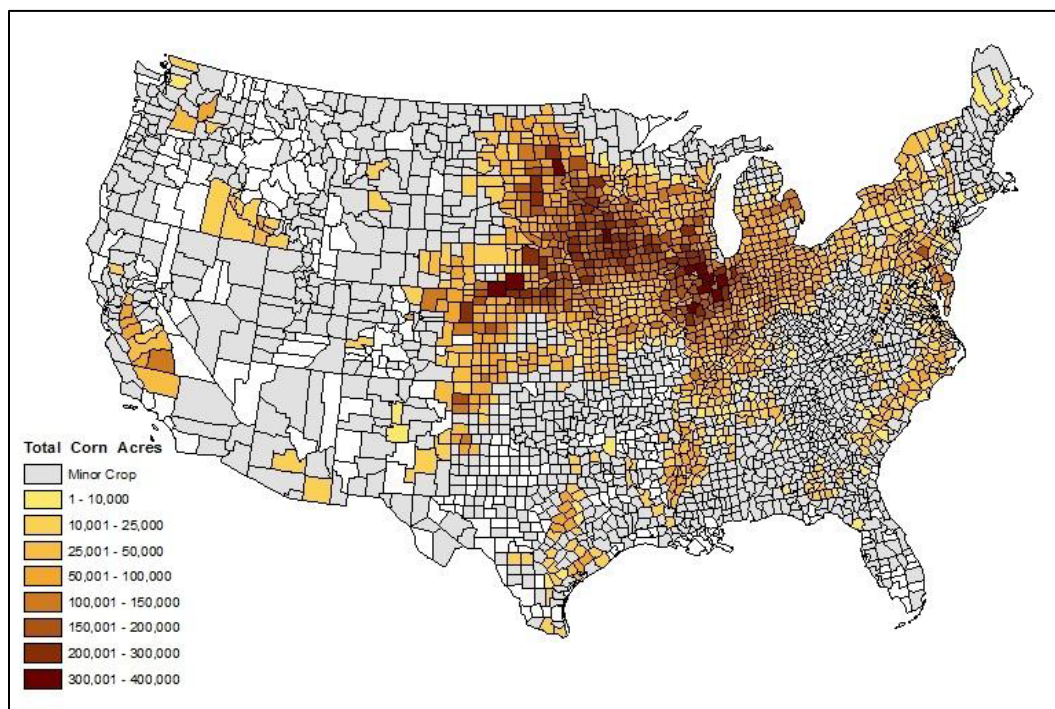 Total Corn Acres
Minor Crop
1 - 10,000
10,001 - 25,000
25,001 - 50,000
50,001 - 100,000
100,001 - 150,000
150,001 - 200,000
200,001 - 300,000
300,001 - 400,000